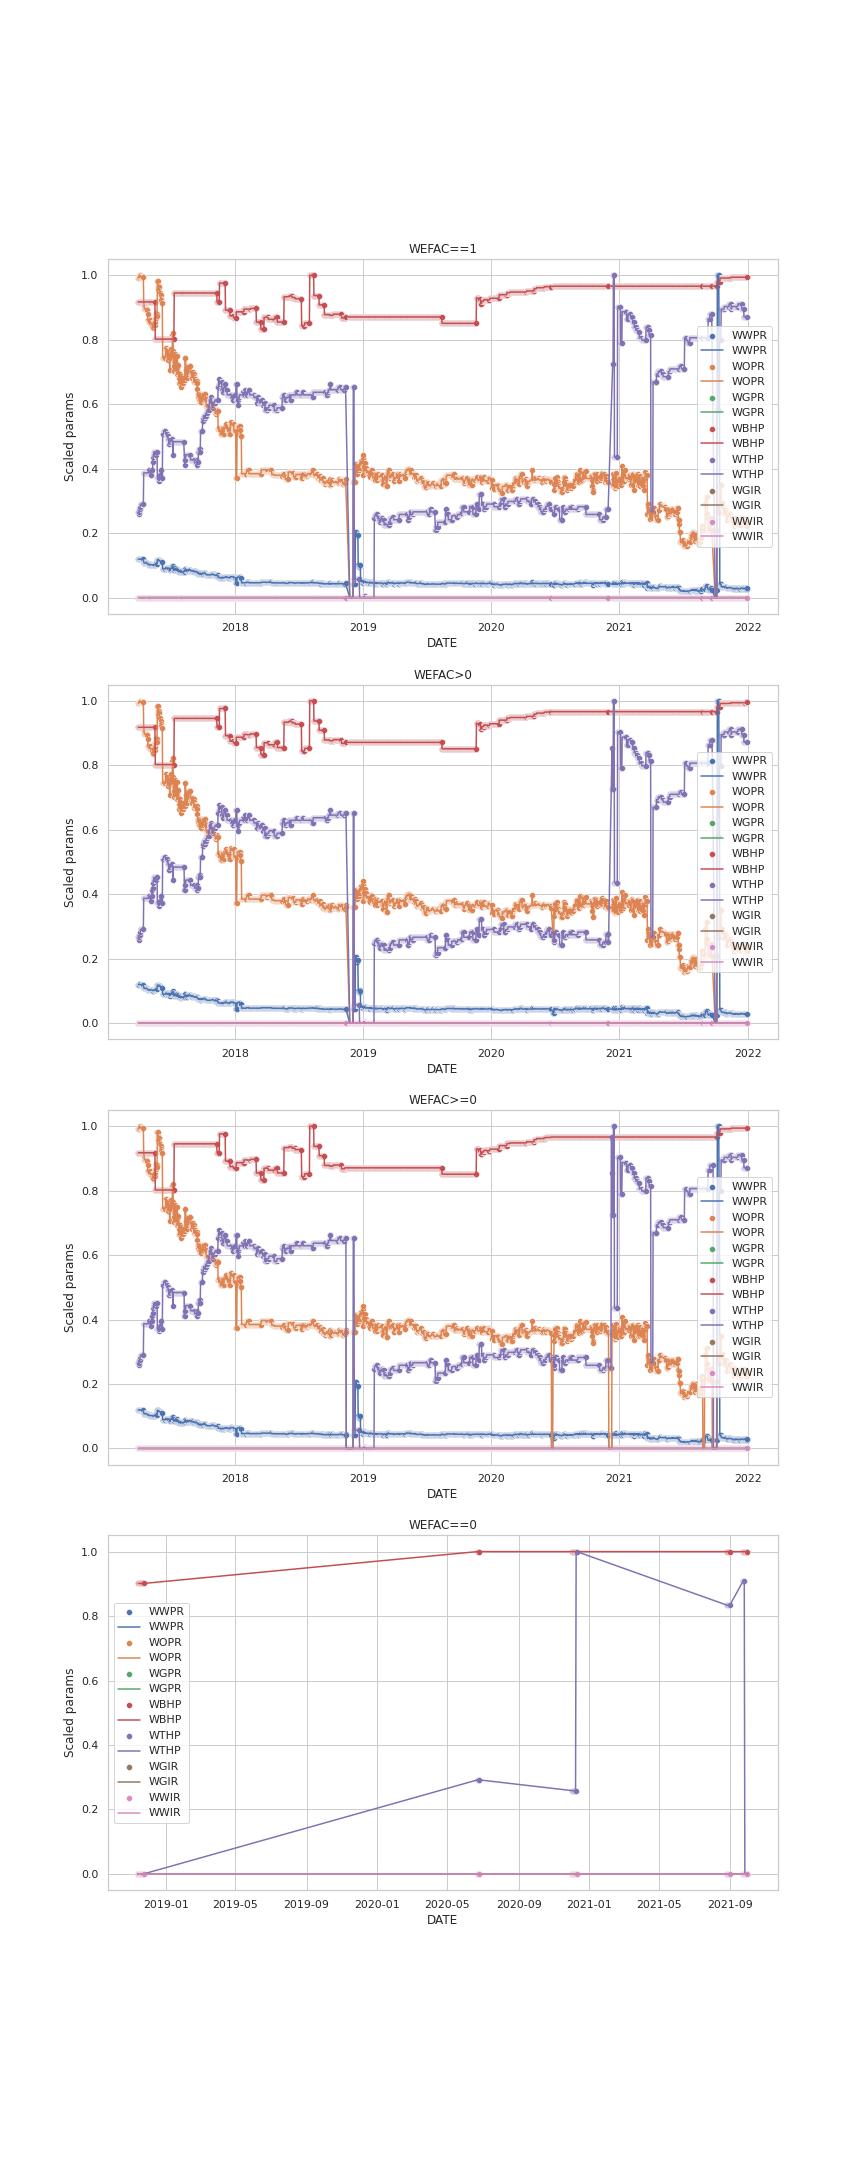 WEFAC==1
1.0
0.8
0.6
0.4
0.2
0.0
Scaled params
WWPR
WWPR
WOPR
WOPR
WGPR
WGPR
WBHP
WBHP
WTHP
WTHP
WGIR
WGIR
WWIR
WWIR
2018 2019 2020 2021 2022
DATE
WEFAC>0
1.0
0.8
0.6
0.4
0.2
0.0
Scaled params
WWPR
WWPR
WOPR
WOPR
WGPR
WGPR
WBHP
WBHP
WTHP
WTHP
WGIR
WGIR
WWIR
WWIR
2018 2019 2020 2021 2022
DATE
WEFAC>=0
1.0
0.8
0.6
0.4
0.2
0.0
Scaled params
WWPR
WWPR
WOPR
WOPR
WGPR
WGPR
WBHP
WBHP
WTHP
WTHP
WGIR
WGIR
WWIR
WWIR
2018 2019 2020 2021 2022
DATE
WEFAC==0
1.0
0.8
0.6
0.4
0.2
0.0
Scaled params
WWPR
WWPR
WOPR
WOPR
WGPR
WGPR
WBHP
WBHP
WTHP
WTHP
WGIR
WGIR
WWIR
WWIR
2019-01 2019-05 2019-09 2020-01 2020-05 2020-09 2021-01 2021-05 2021-09
DATE